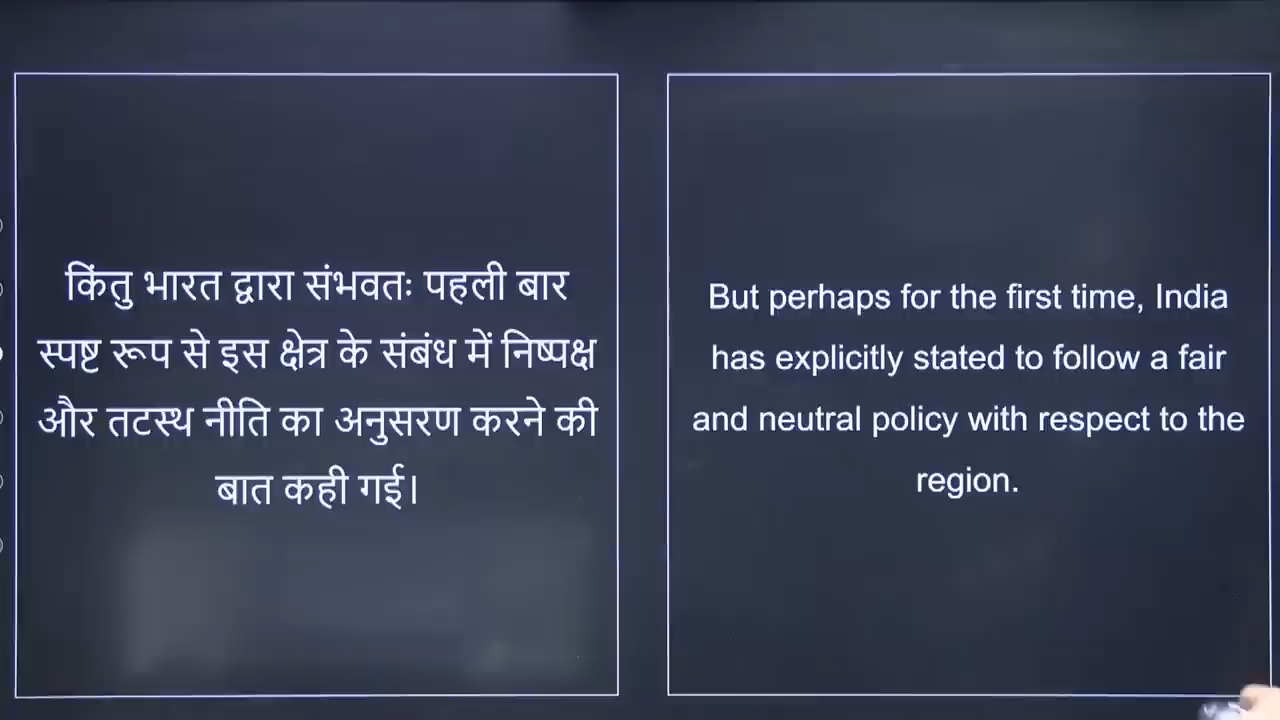 किंतु भारत द्वारा संभवतः पहली बार
स्पष्ट रूप से इस क्षेत्र के संबंध में निष्पक्ष
और तटस्थ नीति का अनुसरण करने की
बात कही गई।
But perhaps for the first time, India
has explicitly stated to follow a fair
and neutral policy with respect to the
region.